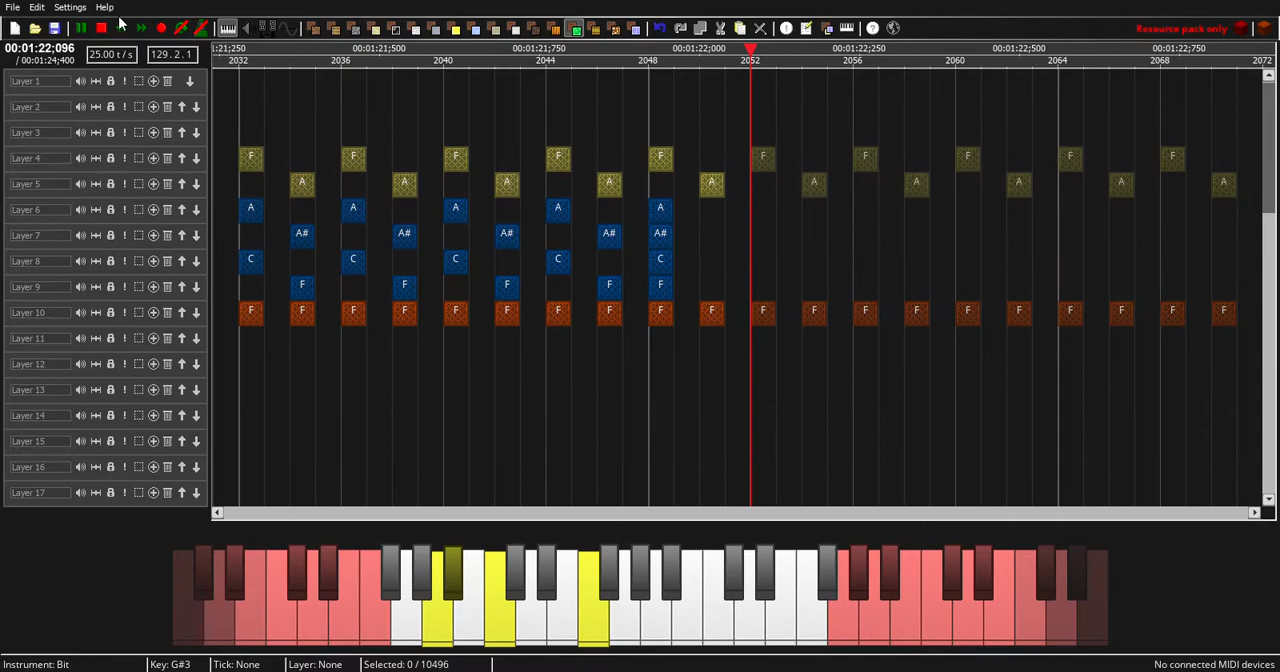 File Edit Settings Help
Resource pack only
00:01:22,096
/ 00:01:24;400
25.00 t / s
129 . 2 . 1
:21;250 00:01:21;500 00:01:21;750 00:01:22;000 00:01:22;250 00:01:22;500 00:01:22;750
2032 2036 2040 2044 2048 2052 2056 2060 2064 2068 2072
Layer 1
Layer 2
Layer 3
Layer 4 F F F F F F F F F F
Layer 5 A A A A A A A A A A
Layer 6 A A A A A
Layer 7 A# A# A# A# A#
Layer 8 C C C C C
Layer 9 F F F F F
Layer 10 F F F F F F F F F F F F F F F F F F F F
Layer 11
Layer 12
Layer 13
Layer 14
Layer 15
Layer 16
Layer 17
Instrument: Bit Key: G#3 Tick: None Layer: None Selected: 0 / 10496 No connected MIDI devices